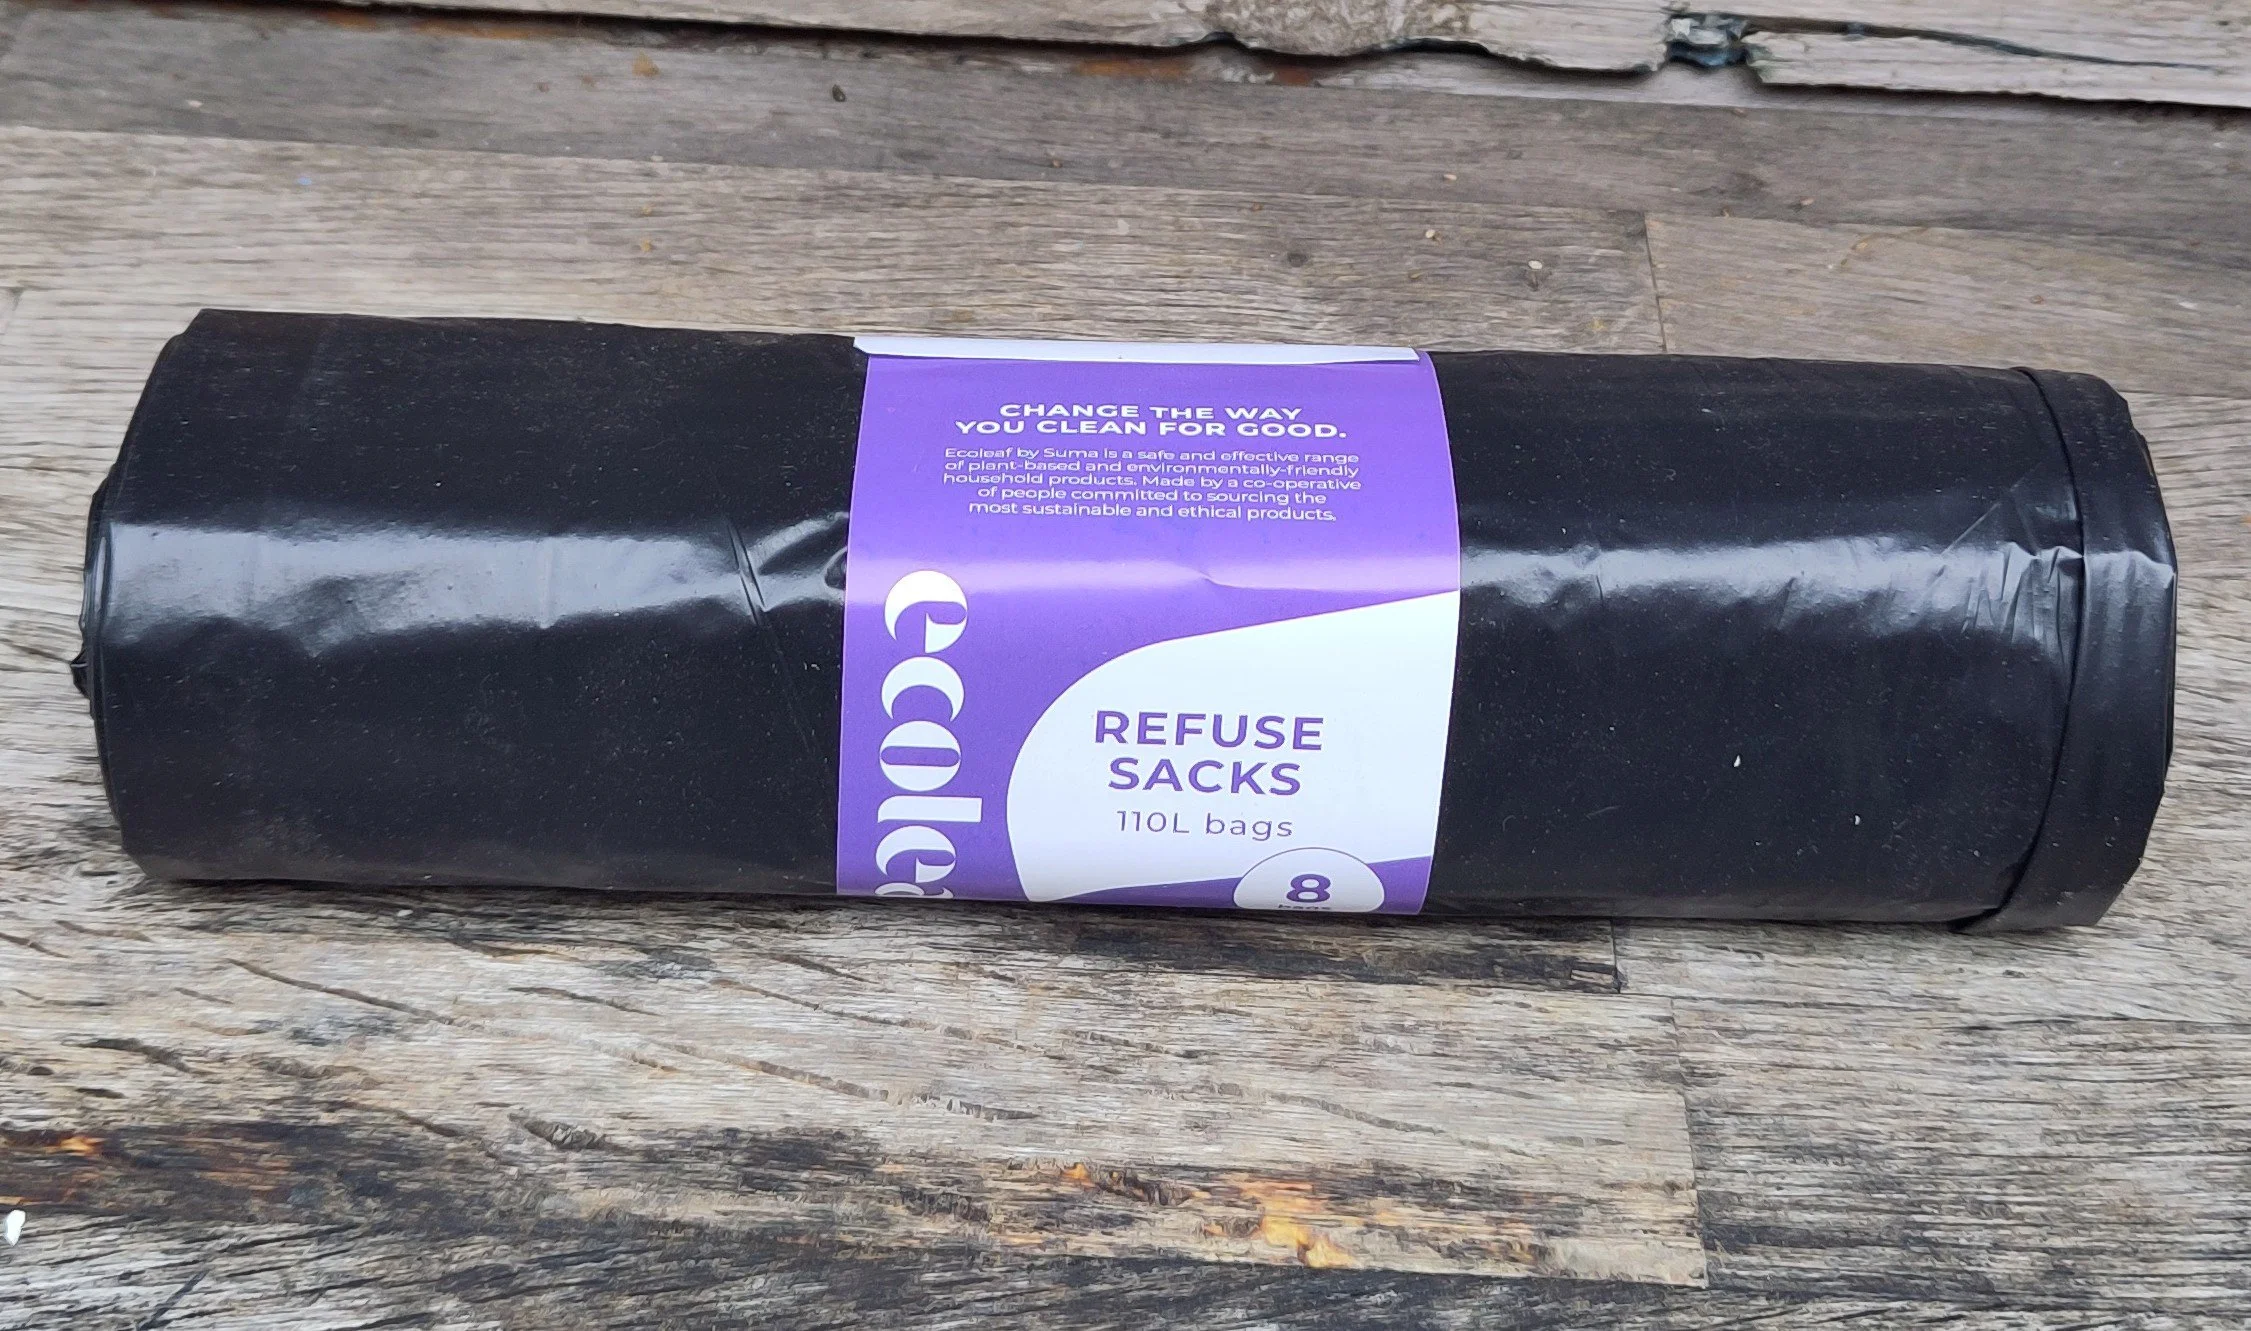 CHANGE THE WAY
YOU CLEAN FOR GOOD.
Ecoleaf by Suma is a safe and effective range
of plant-based and environmentally-friendly
household products. Made by a co-operative
of people committed to sourcing the
most sustainable and ethical products.
ecolea
REFUSE
SACKS
110L bags
8
bags